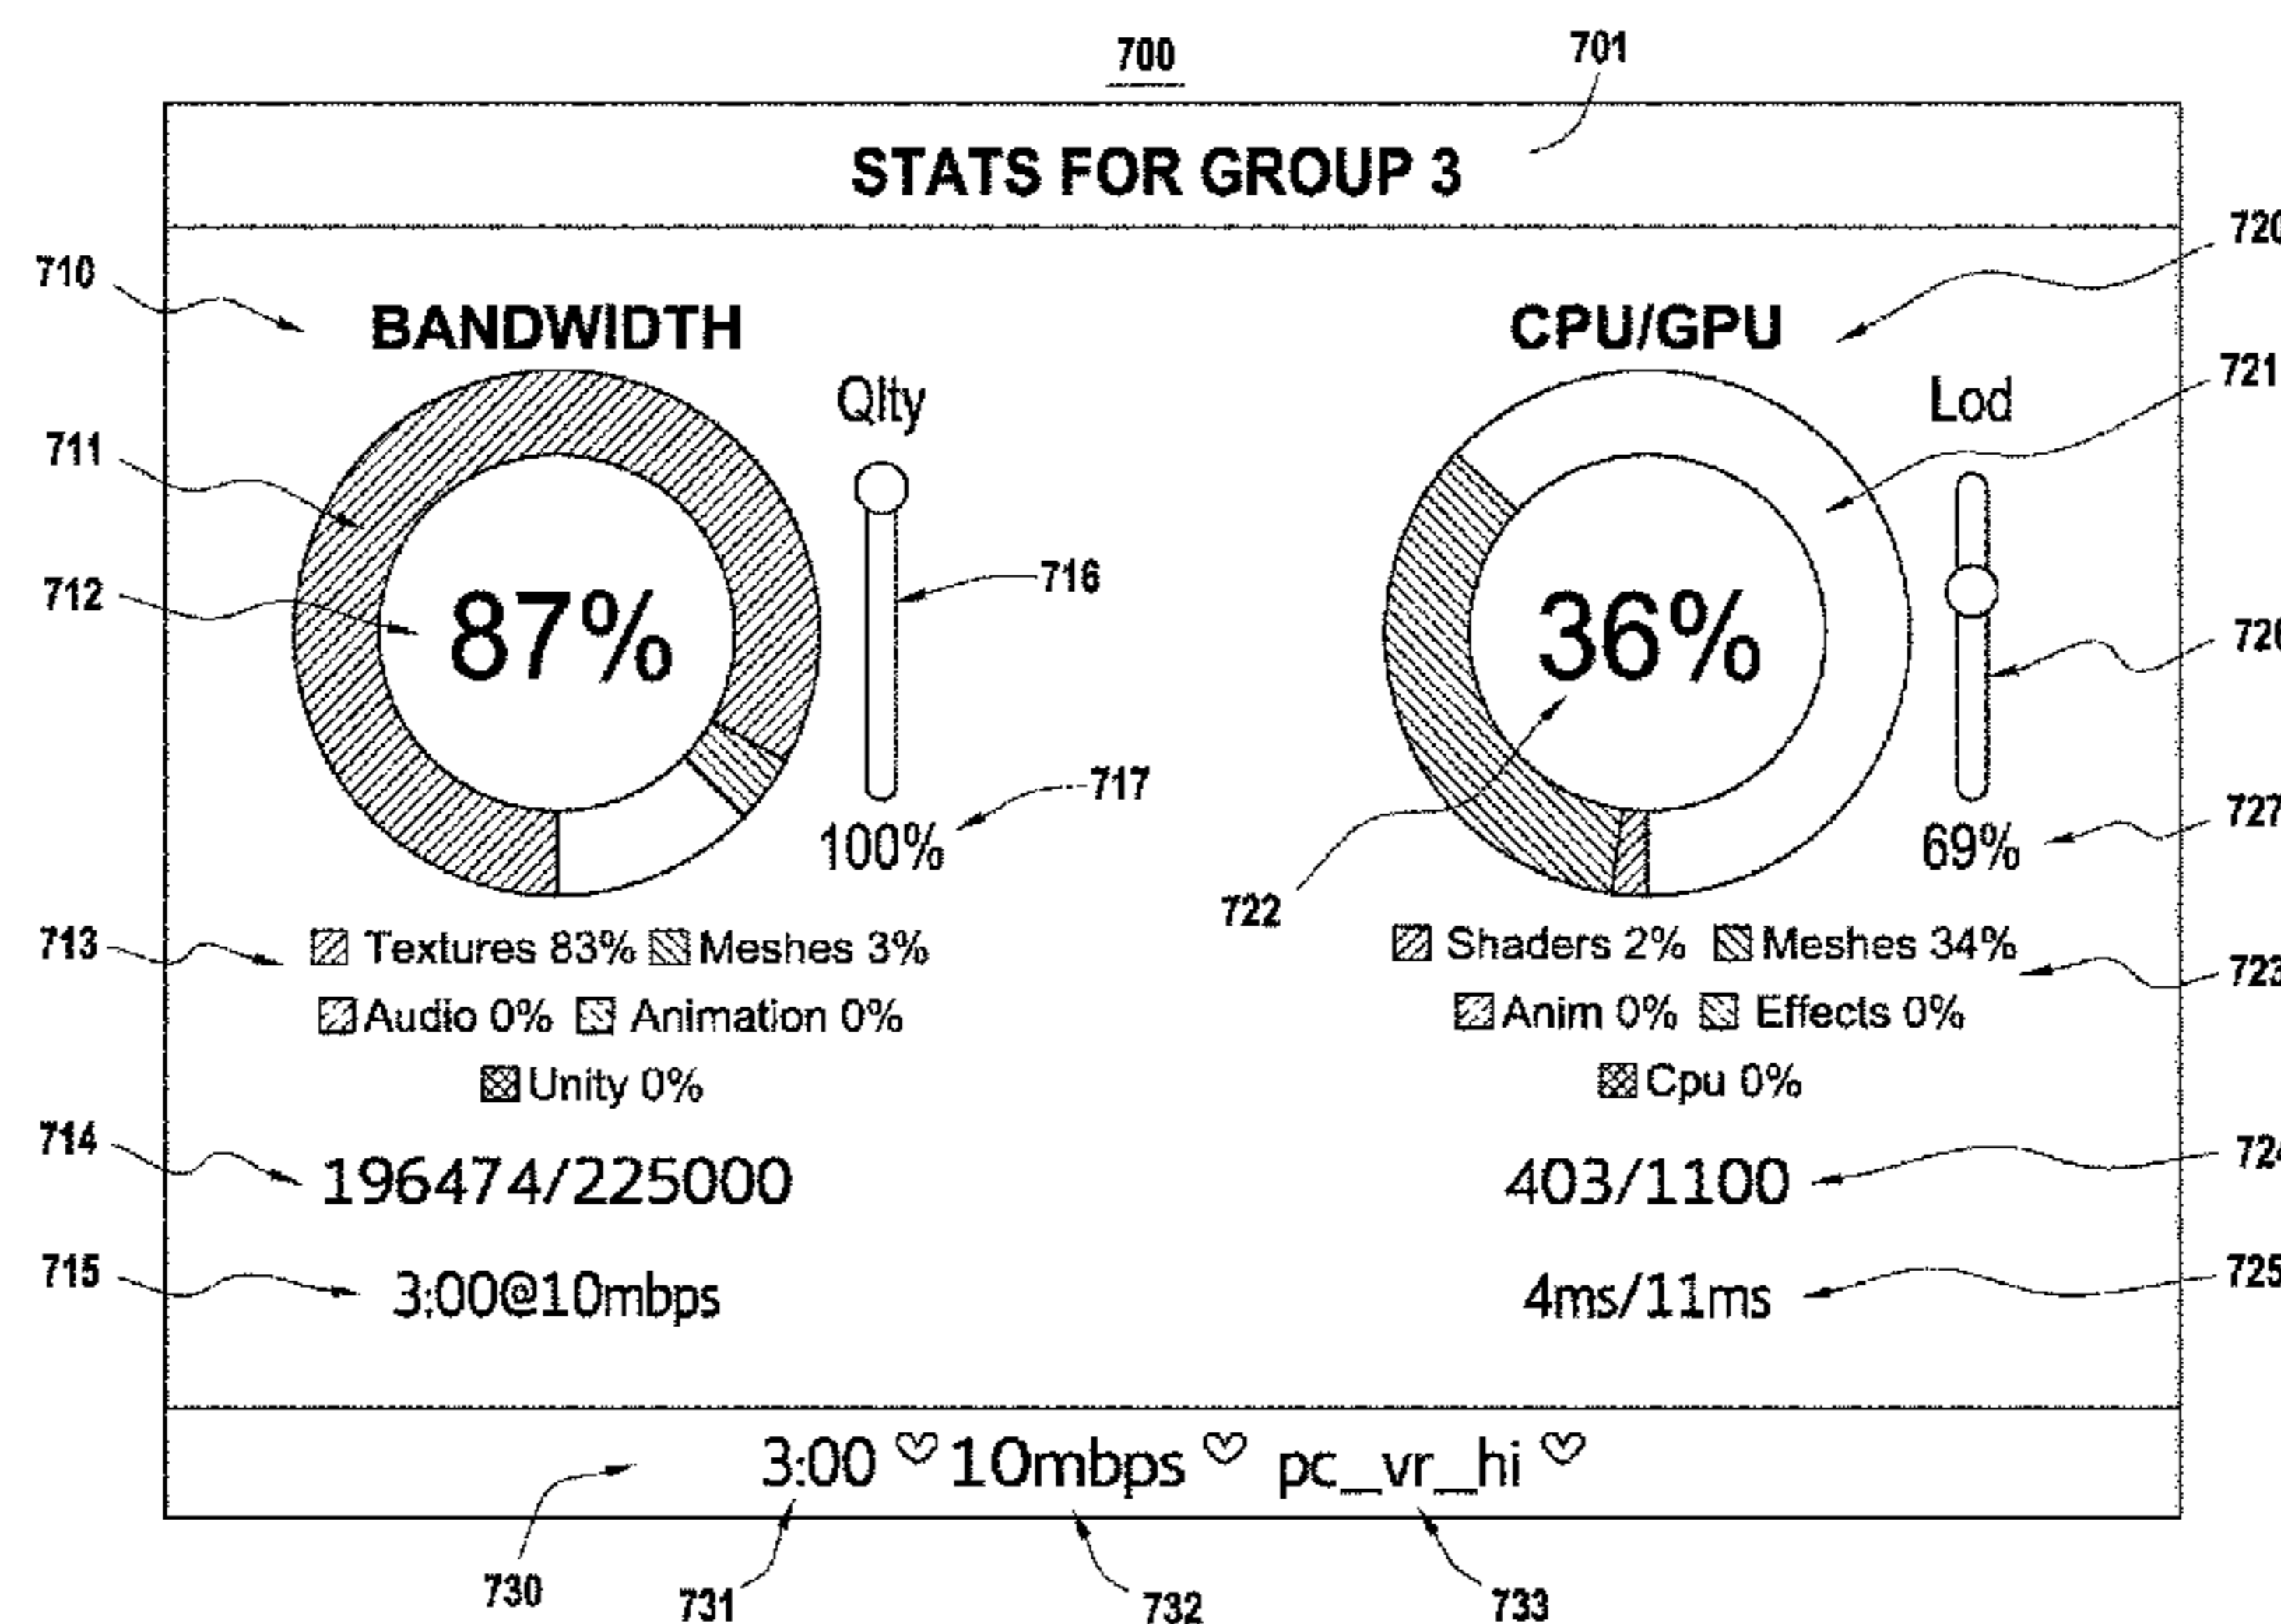 700
701
STATS FOR GROUP 3
720
710
BANDWIDTH
CPU/GPU
721
Qlty
Lod
711
712
87%
716
36%
717
100%
727
69%
722
713
Textures 83% Meshes 3%
Shaders 2% Meshes 34%
723
Audio 0% Animation 0%
Anim 0% Effects 0%
Unity 0%
Cpu 0%
714
196474/225000
403/1100
715
3:00@10mbps
4ms/11ms
725
3:00 ♡ 10mbps ♡ pc_vr_hi ♡
730
731
732
733